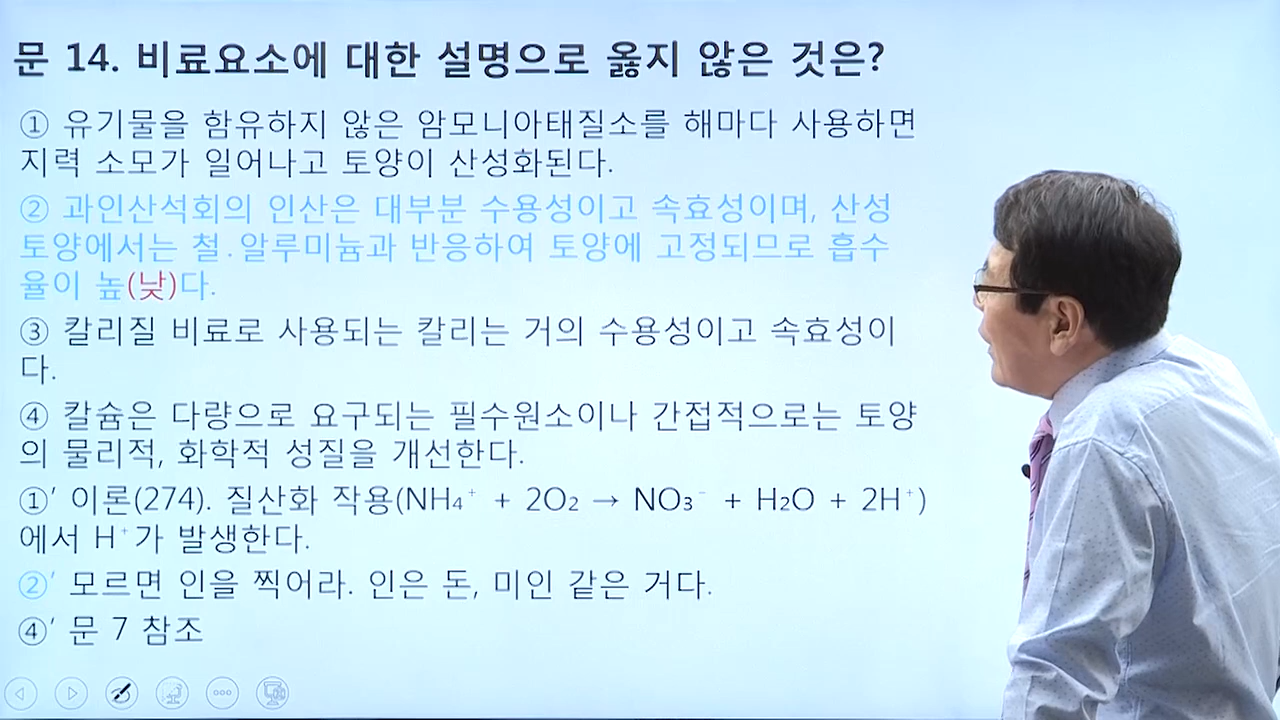 문 14. 비료요소에 대한 설명으로 옳지 않은 것은?
① 유기물을 함유하지 않은 암모니아태질소를 해마다 사용하면
지력 소모가 일어나고 토양이 산성화된다.
② 과인산석회의 인산은 대부분 수용성이고 속효성이며, 산성
토양에서는 철·알루미늄과 반응하여 토양에 고정되므로 흡수
율이 높(낮)다.
③ 칼리질 비료로 사용되는 칼리는 거의 수용성이고 속효성이
다.
④ 칼슘은 다량으로 요구되는 필수원소이나 간접적으로는 토양
의 물리적, 화학적 성질을 개선한다.
①′ 이론(274). 질산화 작용(NH₄⁺ + 2O₂ → NO₃⁻ + H₂O + 2H⁺)
에서 H⁺가 발생한다.
②′ 모르면 인을 찍어라. 인은 돈, 미인 같은 거다.
④′ 문 7 참조